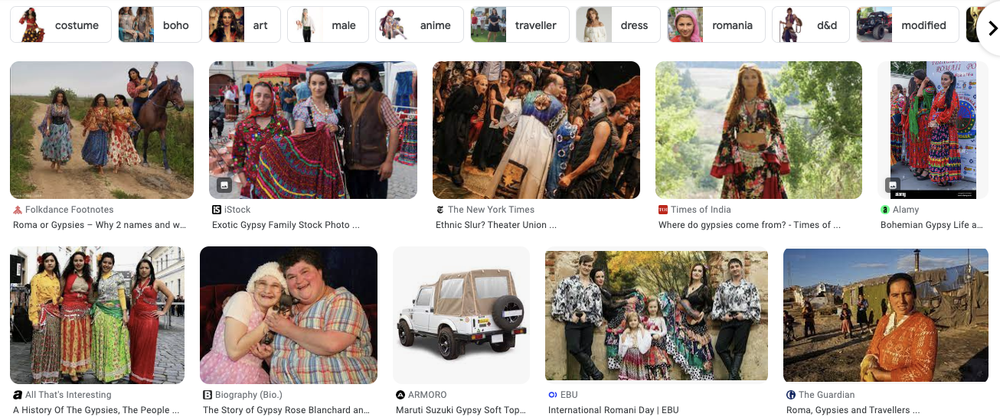 costume
boho
art
male
anime
traveller
dress
romania
d&d
modified
Folkdance Footnotes
Roma or Gypsies – Why 2 names and w...
iStock
Exotic Gypsy Family Stock Photo ...
The New York Times
Ethnic Slur? Theater Union ...
TOI
Times of India
Where do gypsies come from? - Times of ...
alamy
Alamy
Bohemian Gypsy Life a...
All That's Interesting
A History Of The Gypsies, The People ...
Biography (Bio.)
The Story of Gypsy Rose Blanchard an...
ARMORO
Maruti Suzuki Gypsy Soft Top...
EBU
International Romani Day | EBU
The Guardian
Roma, Gypsies and Travellers ...